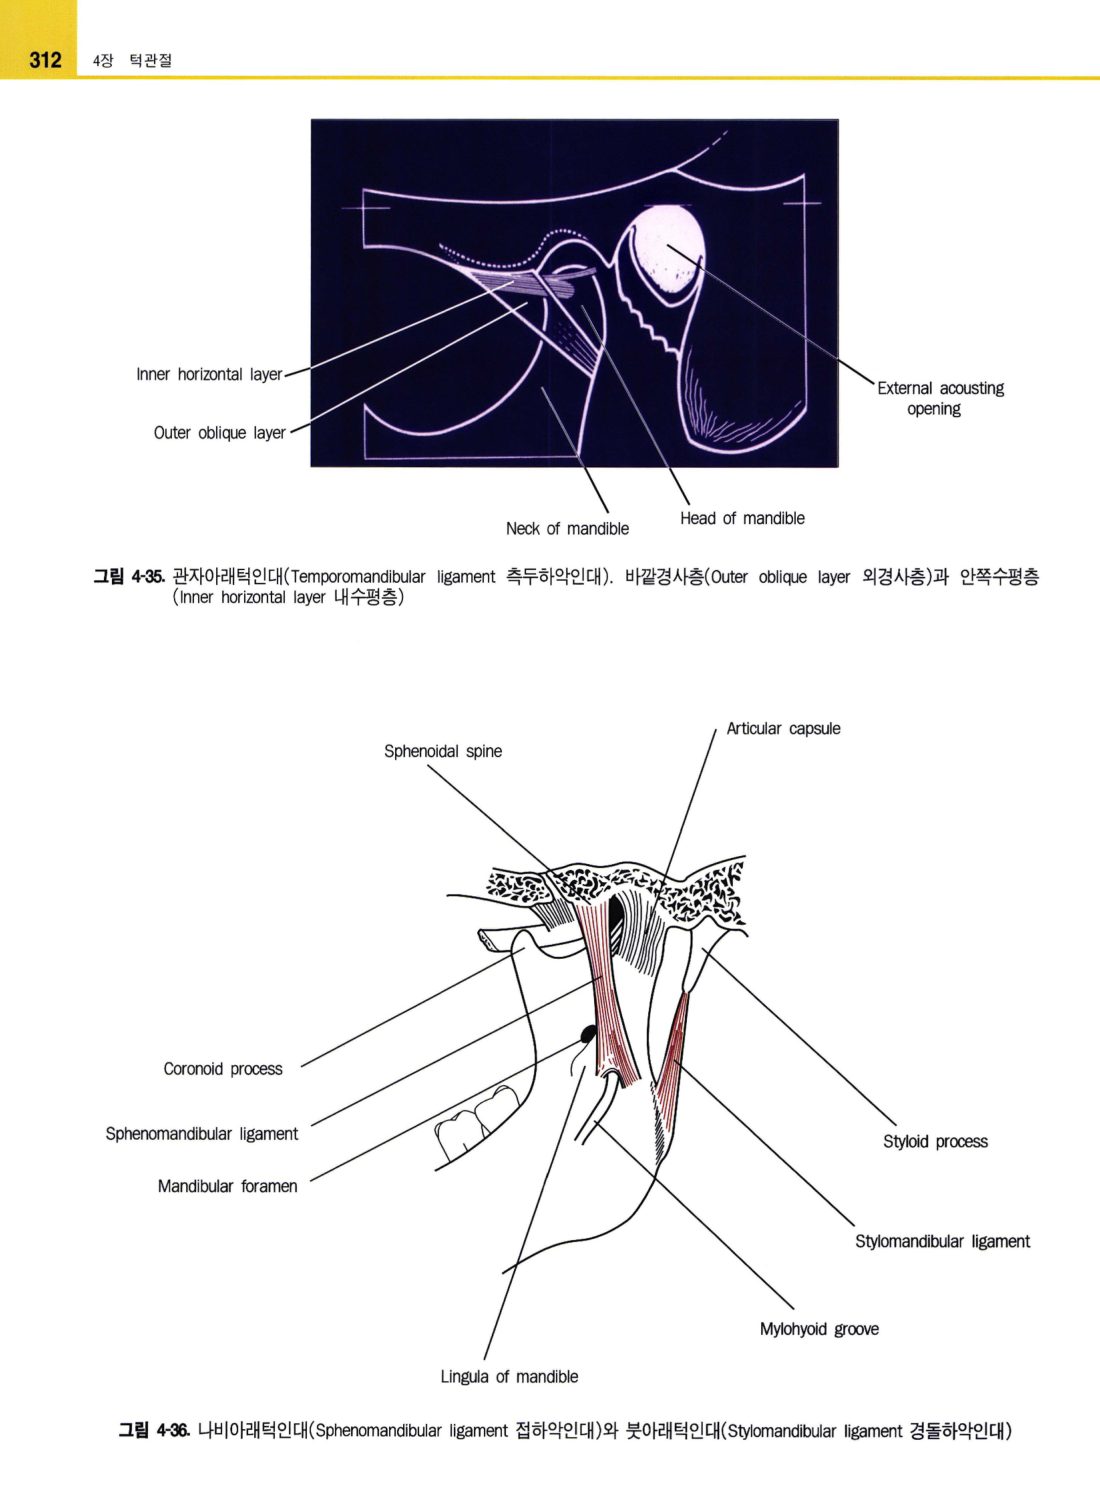 312
4장 턱관절
Inner horizontal layer
Outer oblique layer
External acousting
opening
Neck of mandible
Head of mandible
그림 4-35. 관자아래턱인대(Temporomandibular ligament 측두하악인대). 바깥경사층(Outer oblique layer 외경사층)과 안쪽수평층
(Inner horizontal layer 내수평층)
Articular capsule
Sphenoidal spine
Coronoid process
Sphenomandibular ligament
Mandibular foramen
Styloid process
Stylomandibular ligament
Mylohyoid groove
Lingula of mandible
그림 4-36. 나비아래턱인대(Sphenomandibular ligament 접하악인대)와 붓아래턱인대(Stylomandibular ligament 경돌하악인대)